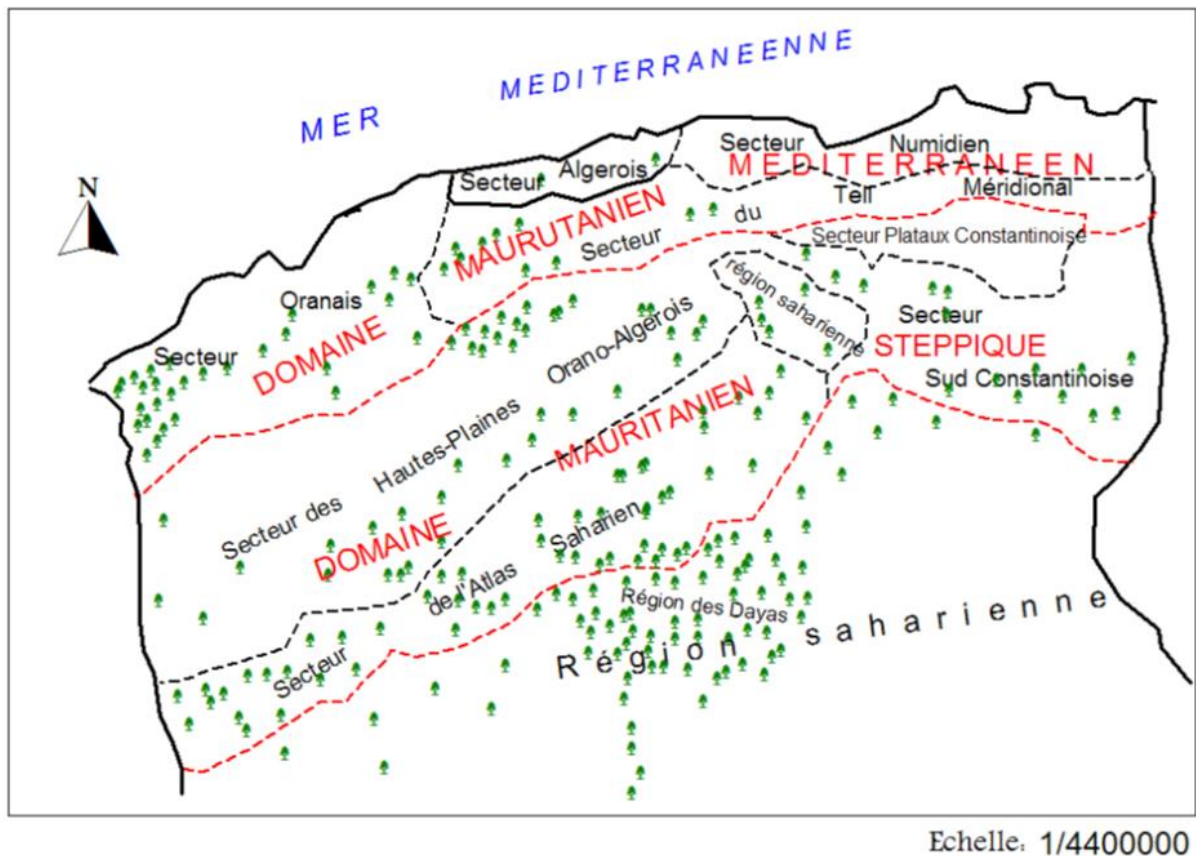 MER MEDITERRANEENNE
N
Secteur Numidien
Secteur Algerois
DOMAINE MAURUTANIEN MEDITERRANEEN
Secteur du Tell Méridional
Secteur Plataux Constantinoise
Secteur Oranais
région saharienne
Secteur des Hautes-Plaines Orano-Algerois
Secteur Sud Constantinoise
DOMAINE MAURITANIEN STEPPIQUE
Secteur de l'Atlas Saharien
Région des Dayas
Région saharienne
Echelle: 1/4400000